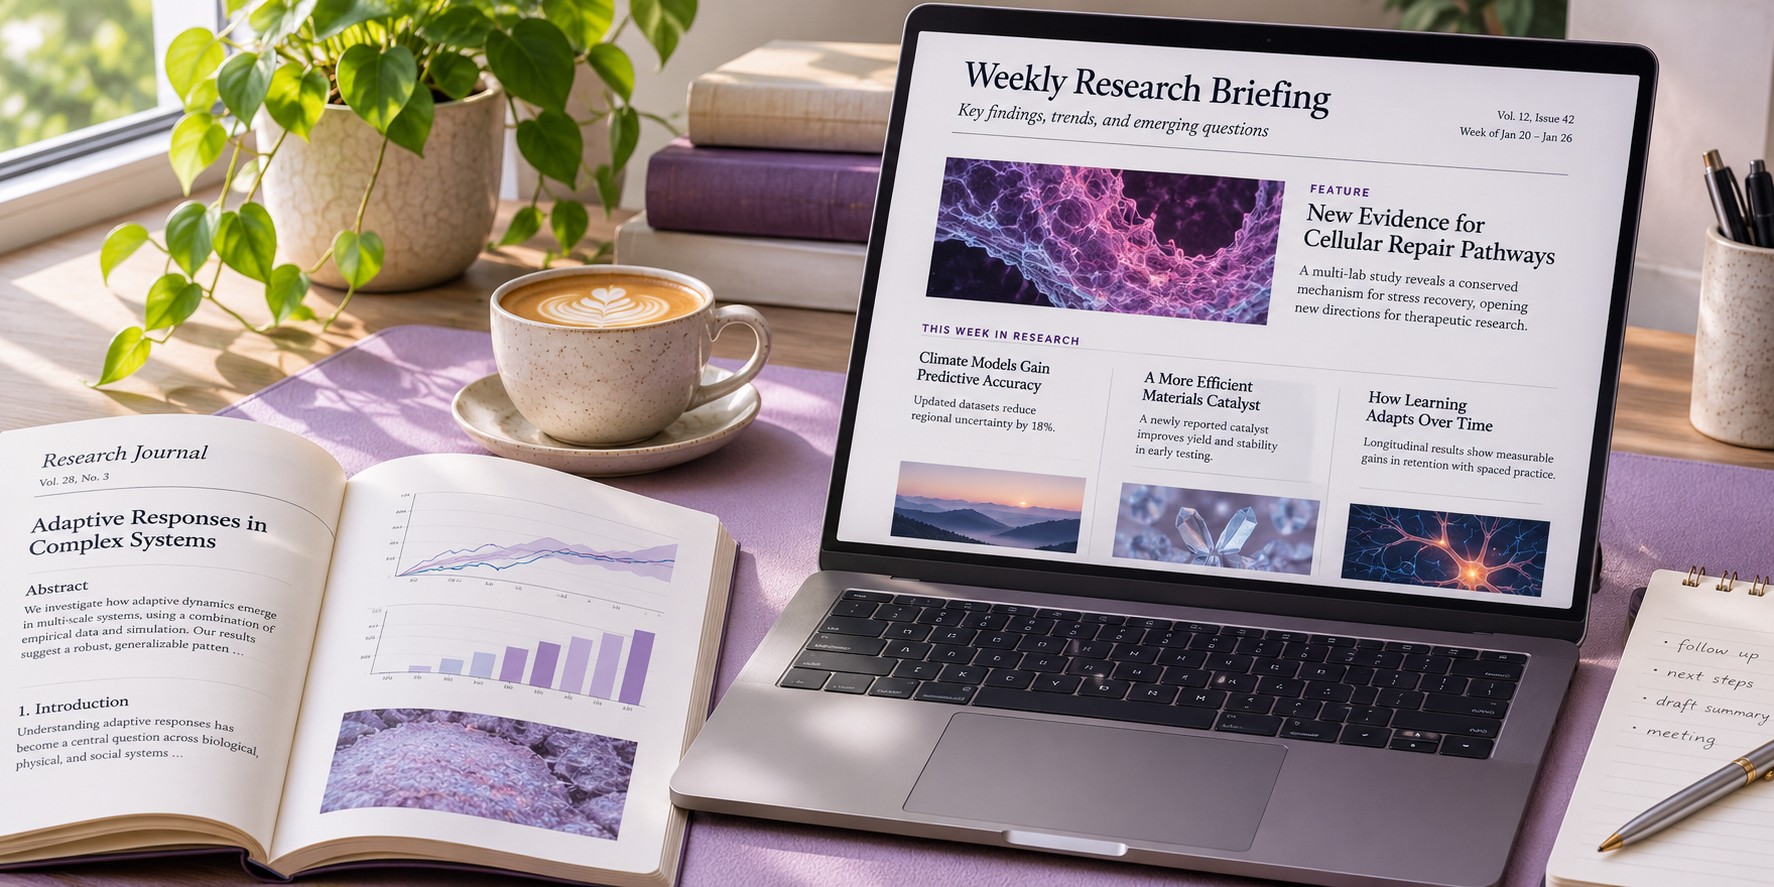 Weekly Research Briefing
Key findings, trends, and emerging questions
Vol. 12, Issue 42
Week of Jan 20 – Jan 26
FEATURE
New Evidence for
Cellular Repair Pathways
A multi-lab study reveals a conserved
mechanism for stress recovery, opening
new directions for therapeutic research.
THIS WEEK IN RESEARCH
Climate Models Gain
Predictive Accuracy
Updated datasets reduce
regional uncertainty by 18%.
A More Efficient
Materials Catalyst
A newly reported catalyst
improves yield and stability
in early testing.
How Learning
Adapts Over Time
Longitudinal results show measurable
gains in retention with spaced practice.
Research Journal
Vol. 28, No. 3
Adaptive Responses in
Complex Systems
Abstract
We investigate how adaptive dynamics emerge
in multi-scale systems, using a combination of
empirical data and simulation. Our results
suggest a robust, generalizable patten ...
1. Introduction
Understanding adaptive responses has
become a central question across biological,
physical, and social systems ...
• follow up
• next steps
• draft summary
• meeting